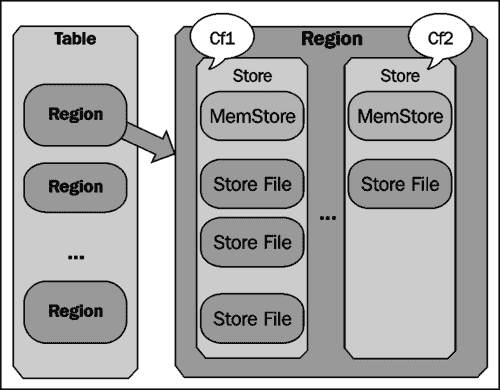 Table
Region
Region
...
Region
Region
Cf1
Store
MemStore
Store File
Store File
Store File
...
Cf2
Store
MemStore
Store File